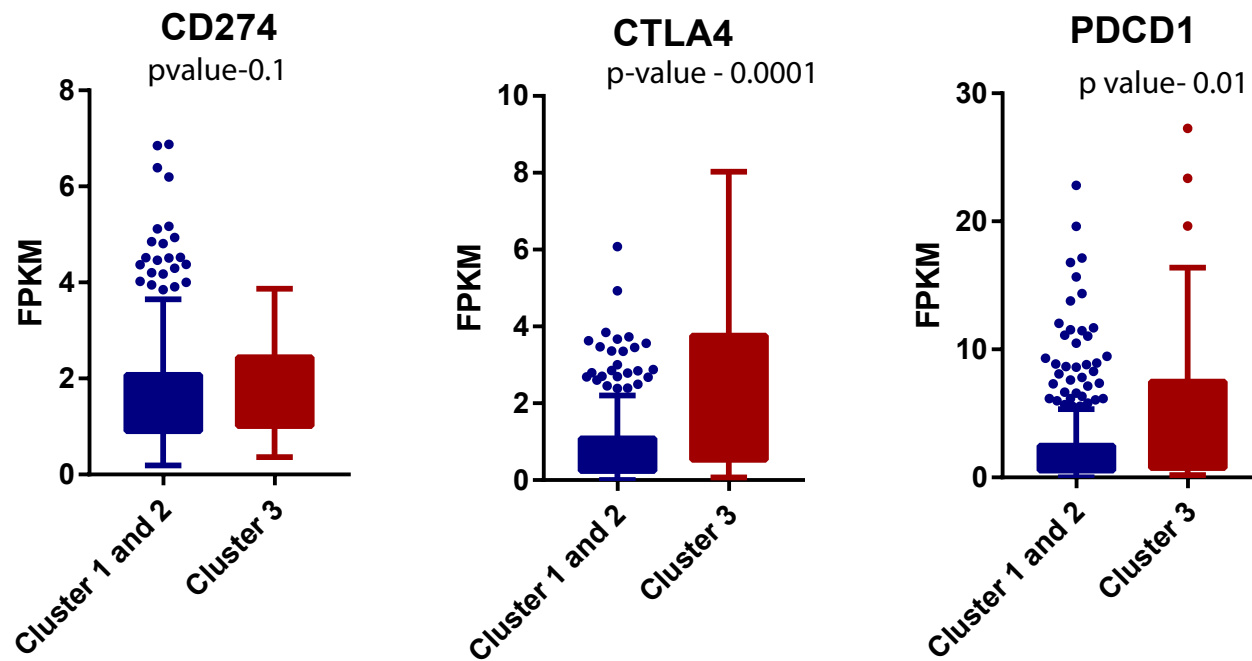 CD274
pvalue-0.1
8
6
4
2
0
FPKM
Cluster 1 and 2
Cluster 3
CTLA4
p-value - 0.0001
10
8
6
4
2
0
FPKM
Cluster 1 and 2
Cluster 3
PDCD1
p value- 0.01
30
20
10
0
FPKM
Cluster 1 and 2
Cluster 3